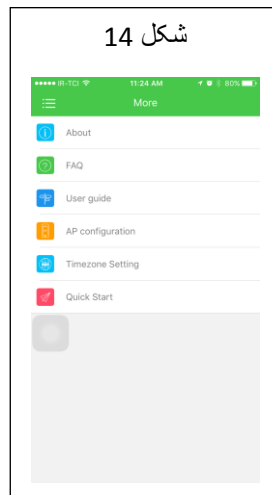 شكل 14
IR-TCI 11:24 AM 80%
More
About
FAQ
User guide
AP configuration
Timezone Setting
Quick Start